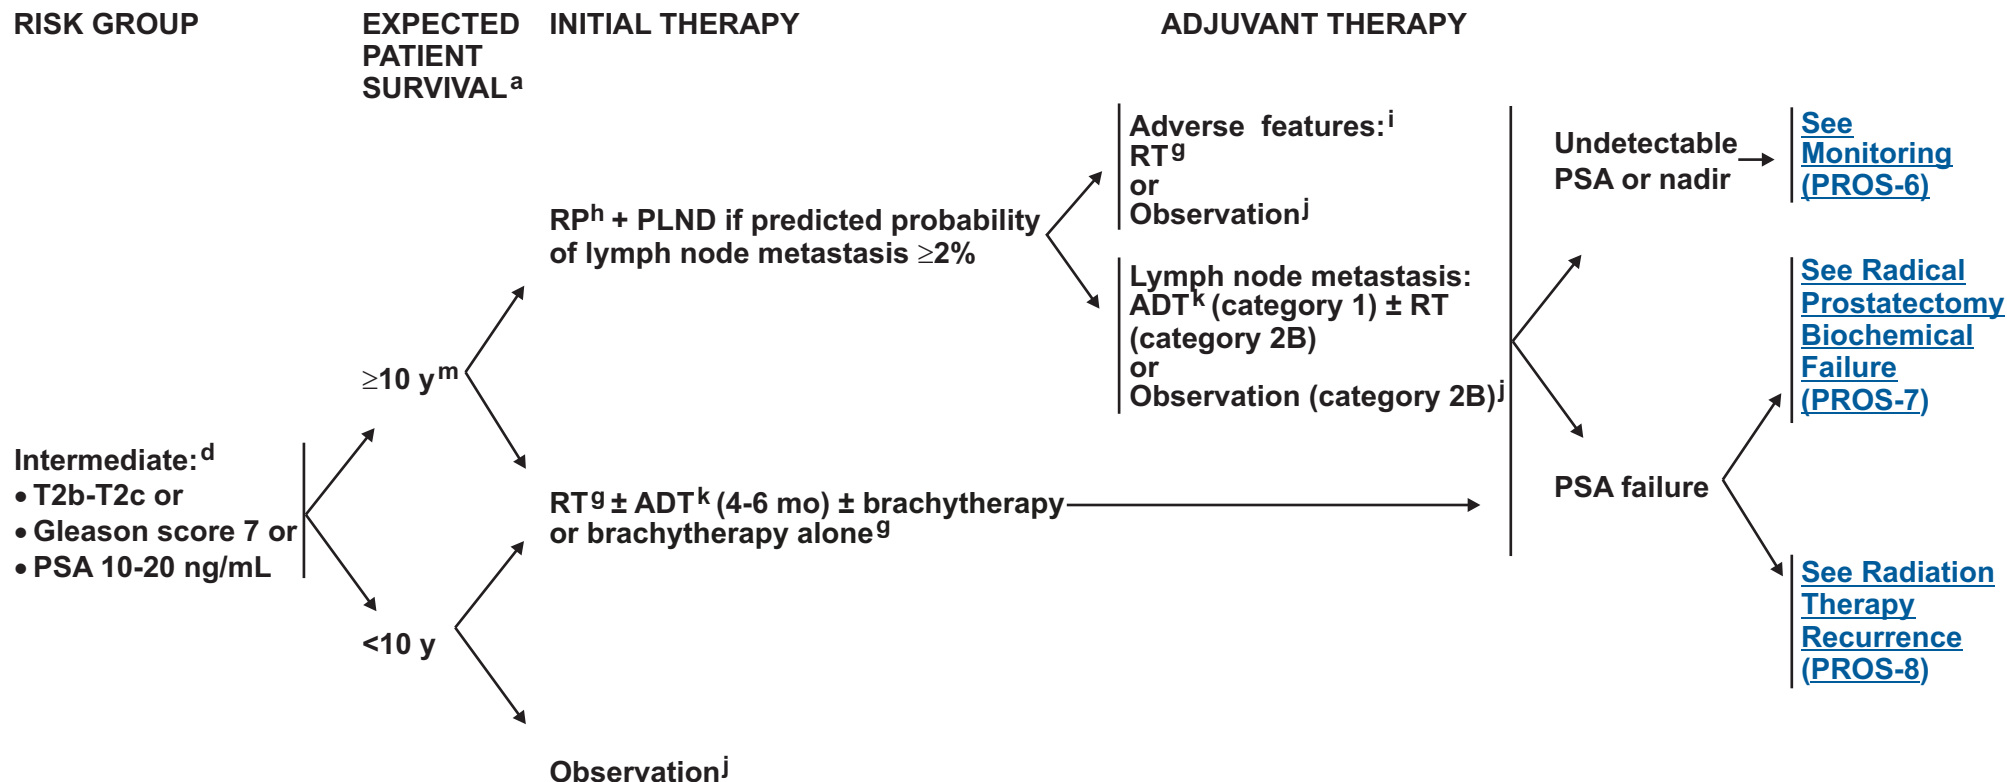 RISK GROUP
EXPECTED
PATIENT
SURVIVALᵃ
INITIAL THERAPY
ADJUVANT THERAPY
Intermediate:ᵈ
• T2b-T2c or
• Gleason score 7 or
• PSA 10-20 ng/mL
≥10 yᵐ
<10 y
RPʰ + PLND if predicted probability
of lymph node metastasis ≥2%
RTᵍ ± ADTᵏ (4-6 mo) ± brachytherapy
or brachytherapy aloneᵍ
Observationʲ
Adverse features:ⁱ
RTᵍ
or
Observationʲ
Lymph node metastasis:
ADTᵏ (category 1) ± RT
(category 2B)
or
Observation (category 2B)ʲ
Undetectable
PSA or nadir
PSA failure
See
Monitoring
(PROS-6)
See Radical
Prostatectomy
Biochemical
Failure
(PROS-7)
See Radiation
Therapy
Recurrence
(PROS-8)